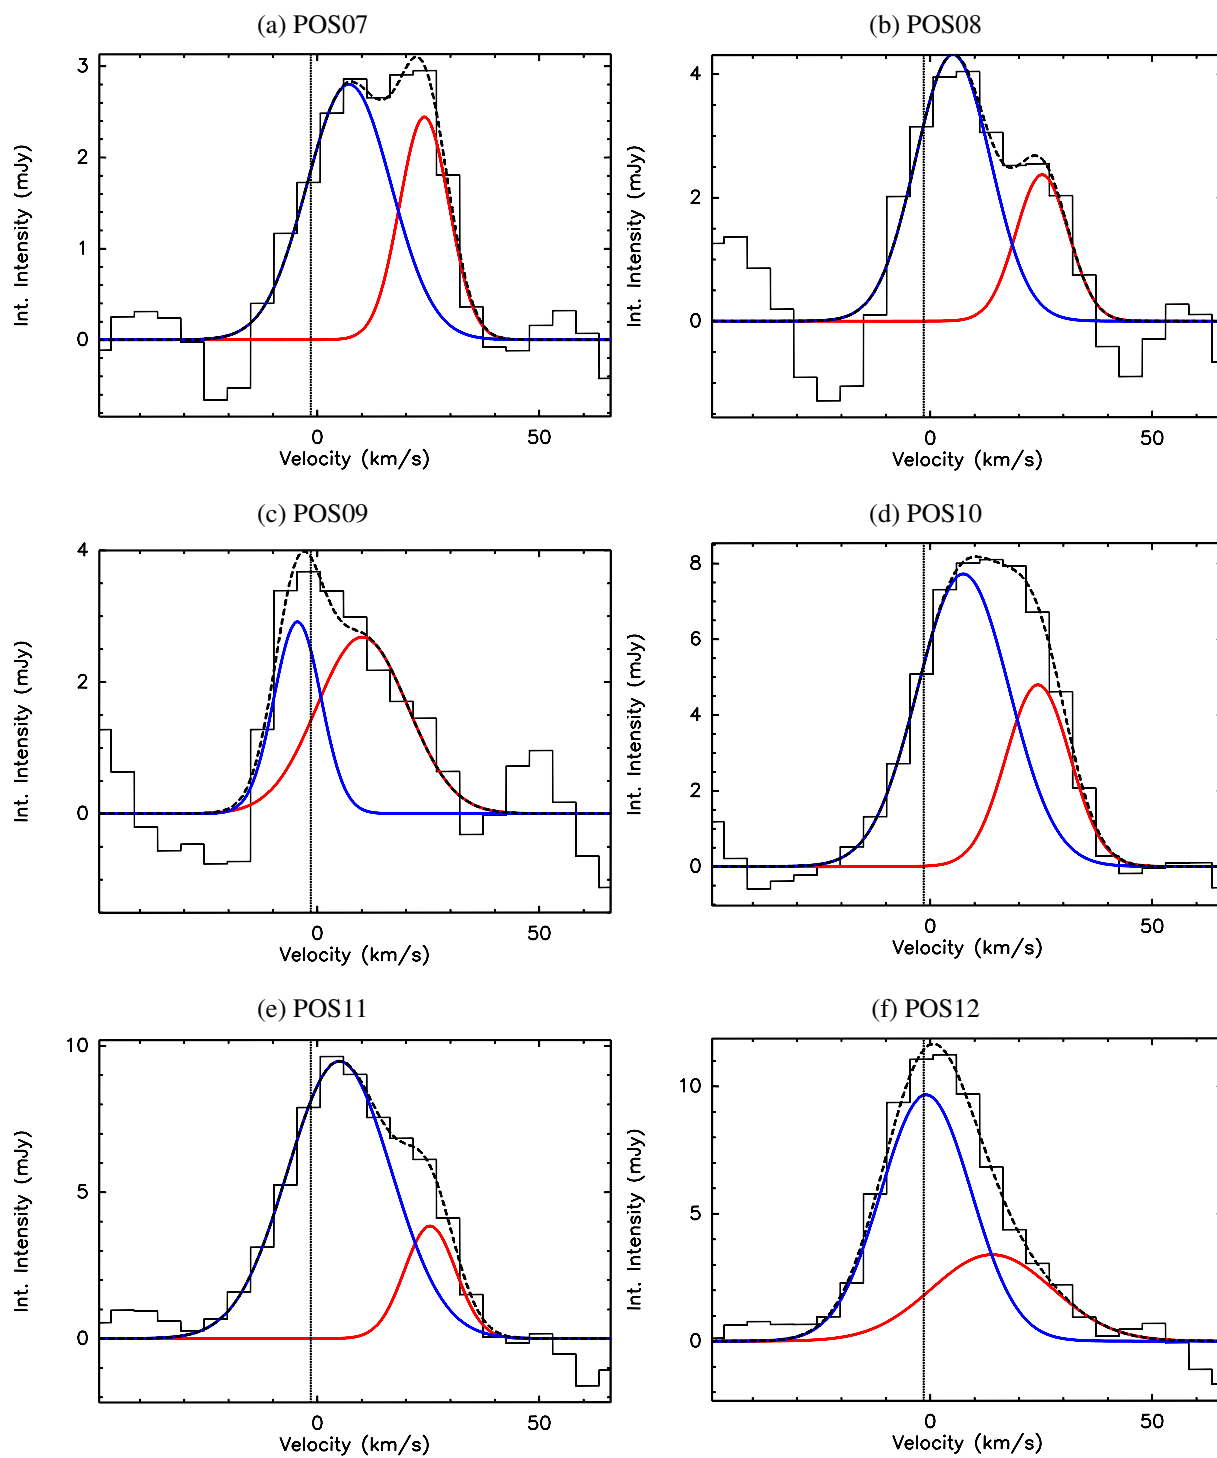 (a) POS07
(b) POS08
3
2
1
0
Int. Intensity (mJy)
0
50
Velocity (km/s)
4
2
0
Int. Intensity (mJy)
0
50
Velocity (km/s)
(c) POS09
(d) POS10
4
3
2
1
0
Int. Intensity (mJy)
0
50
Velocity (km/s)
8
6
4
2
0
Int. Intensity (mJy)
0
50
Velocity (km/s)
(e) POS11
(f) POS12
10
5
0
Int. Intensity (mJy)
0
50
Velocity (km/s)
10
5
0
Int. Intensity (mJy)
0
50
Velocity (km/s)